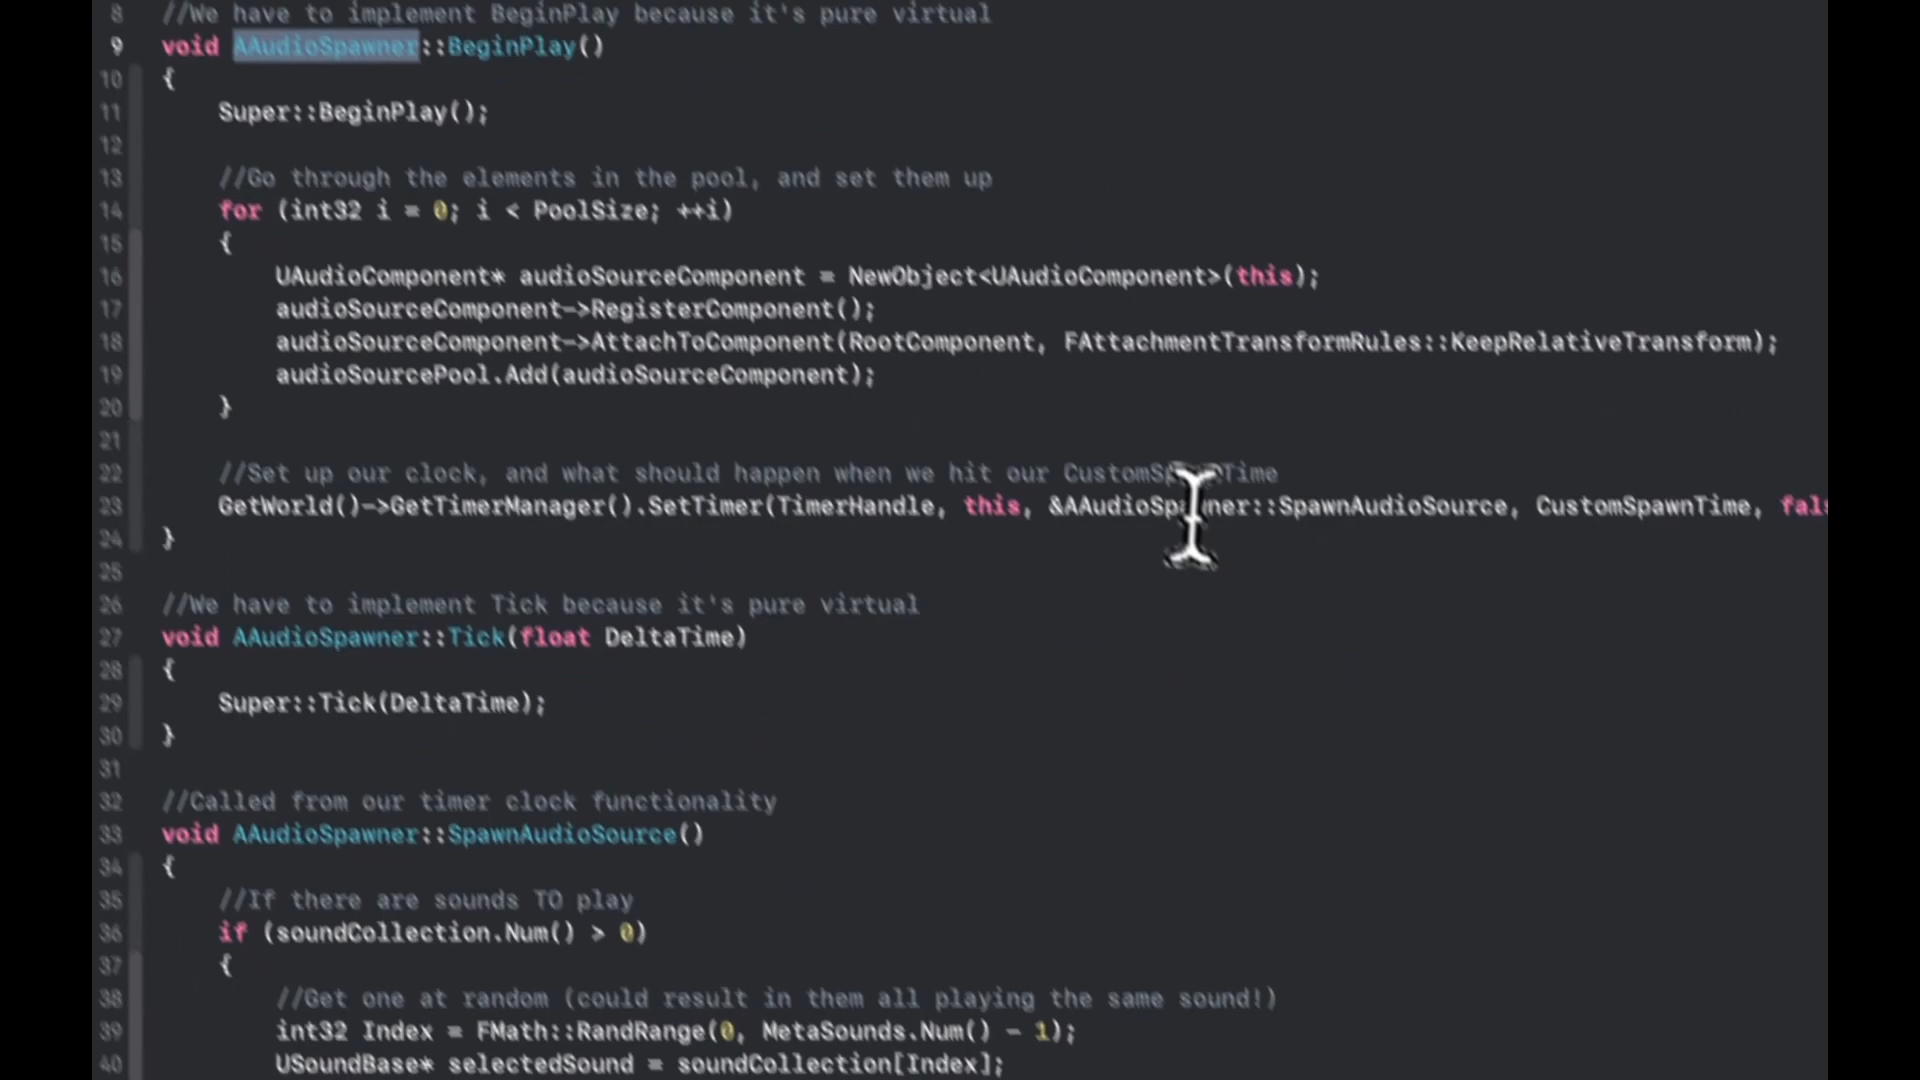 8 //We have to implement BeginPlay because it's pure virtual
9 void AAudioSpawner::BeginPlay()
10 {
11 Super::BeginPlay();
12
13 //Go through the elements in the pool, and set them up
14 for (int32 i = 0; i < PoolSize; ++i)
15 {
16 UAudioComponent* audioSourceComponent = NewObject<UAudioComponent>(this);
17 audioSourceComponent->RegisterComponent();
18 audioSourceComponent->AttachToComponent(RootComponent, FAttachmentTransformRules::KeepRelativeTransform);
19 audioSourcePool.Add(audioSourceComponent);
20 }
21
22 //Set up our clock, and what should happen when we hit our CustomSpawnTime
23 GetWorld()->GetTimerManager().SetTimer(TimerHandle, this, &AAudioSpawner::SpawnAudioSource, CustomSpawnTime, fals
24 }
25
26 //We have to implement Tick because it's pure virtual
27 void AAudioSpawner::Tick(float DeltaTime)
28 {
29 Super::Tick(DeltaTime);
30 }
31
32 //Called from our timer clock functionality
33 void AAudioSpawner::SpawnAudioSource()
34 {
35 //If there are sounds TO play
36 if (soundCollection.Num() > 0)
37 {
38 //Get one at random (could result in them all playing the same sound!)
39 int32 Index = FMath::RandRange(0, MetaSounds.Num() - 1);
40 USoundBase* selectedSound = soundCollection[Index];